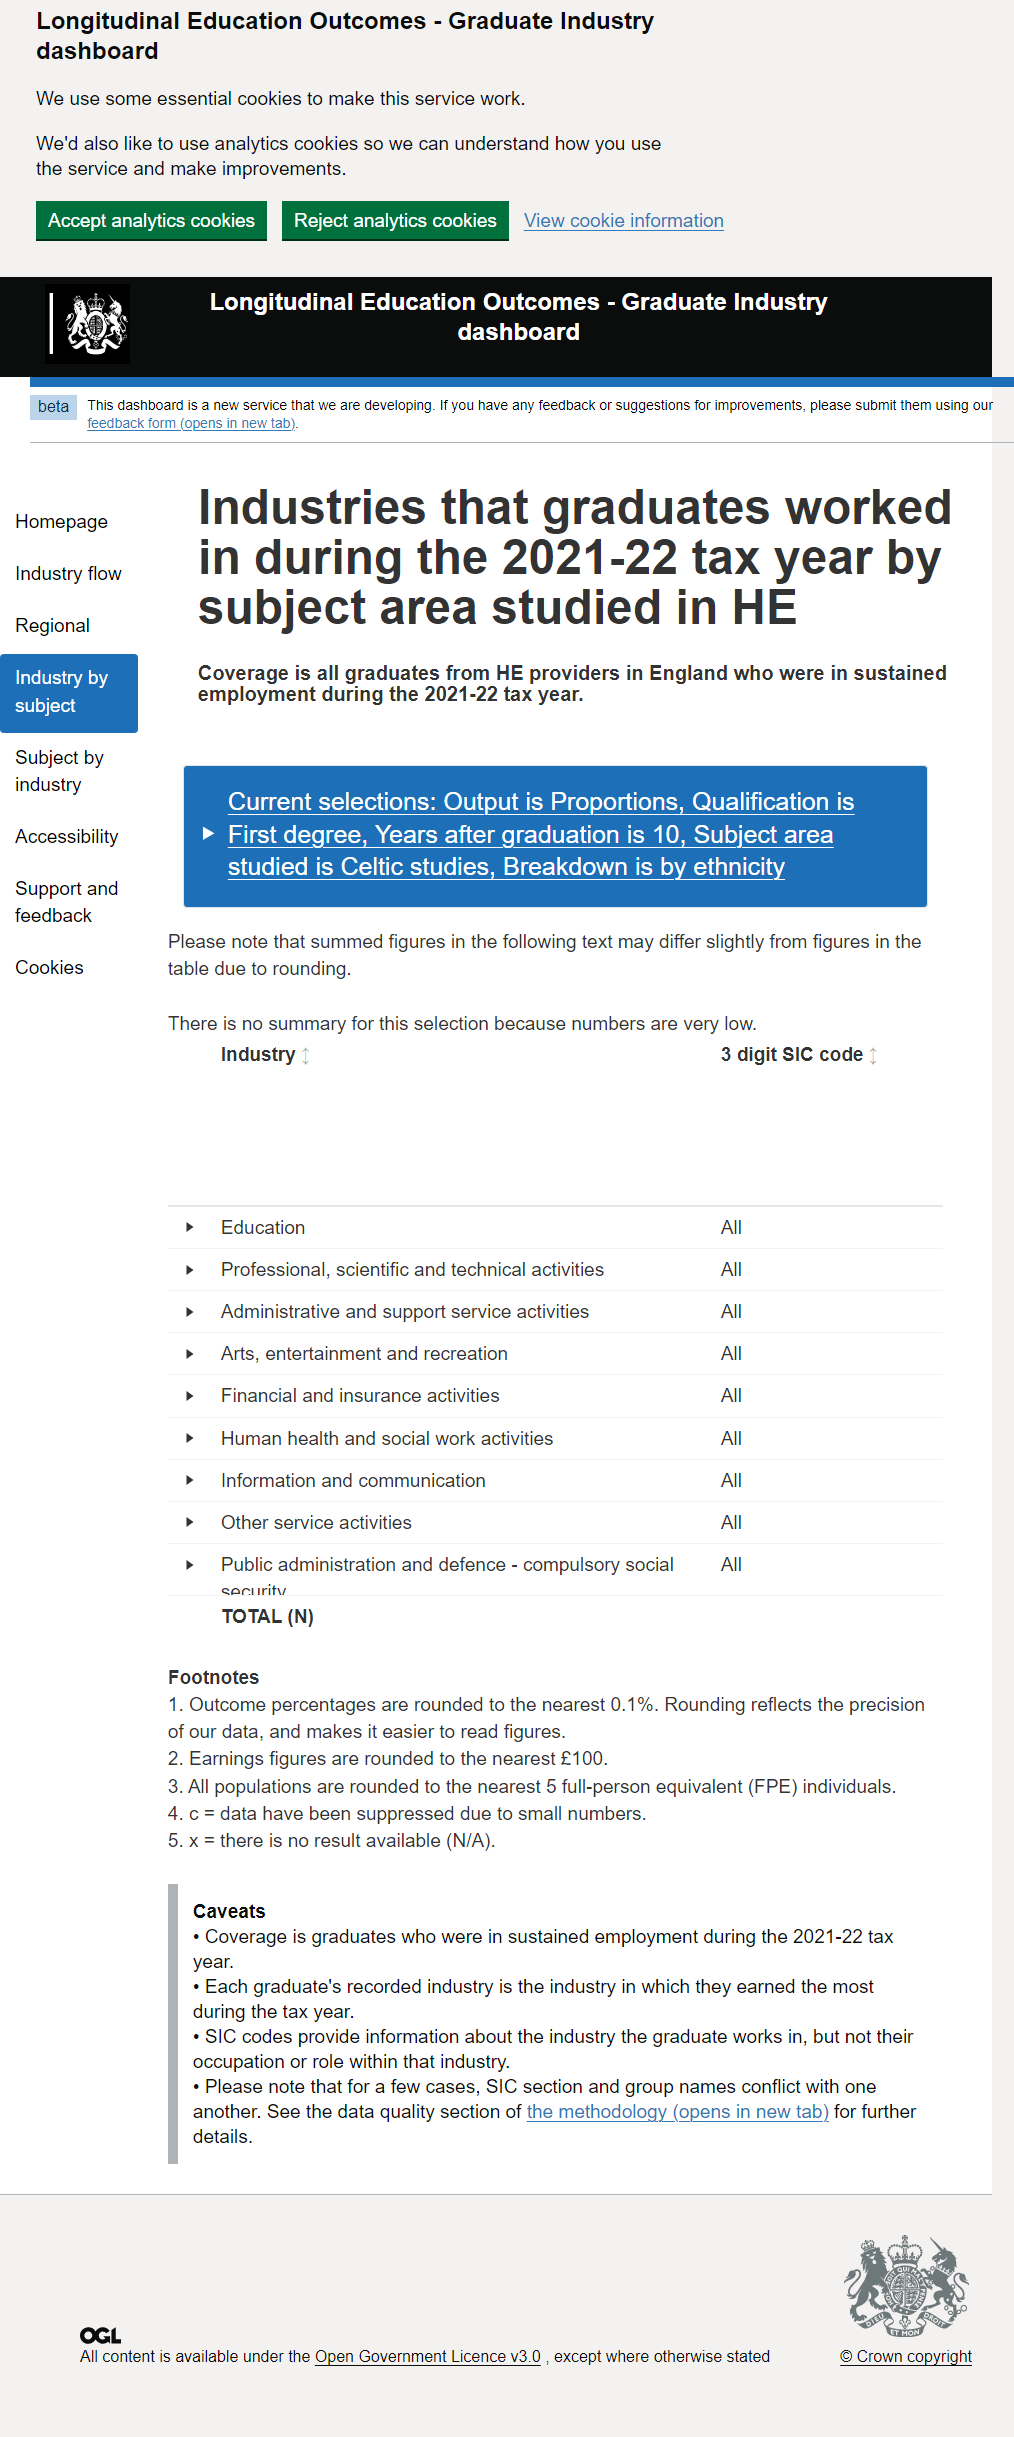 Longitudinal Education Outcomes - Graduate Industry
dashboard
We use some essential cookies to make this service work.
We'd also like to use analytics cookies so we can understand how you use
the service and make improvements.
Accept analytics cookies Reject analytics cookies View cookie information
Longitudinal Education Outcomes - Graduate Industry
dashboard
beta This dashboard is a new service that we are developing. If you have any feedback or suggestions for improvements, please submit them using our
feedback form (opens in new tab).
Homepage
Industry flow
Regional
Industry by
subject
Subject by
industry
Accessibility
Support and
feedback
Cookies
Industries that graduates worked
in during the 2021-22 tax year by
subject area studied in HE
Coverage is all graduates from HE providers in England who were in sustained
employment during the 2021-22 tax year.
Current selections: Output is Proportions, Qualification is
First degree, Years after graduation is 10, Subject area
studied is Celtic studies, Breakdown is by ethnicity
Please note that summed figures in the following text may differ slightly from figures in the
table due to rounding.
There is no summary for this selection because numbers are very low.
Industry 3 digit SIC code
Education All
Professional, scientific and technical activities All
Administrative and support service activities All
Arts, entertainment and recreation All
Financial and insurance activities All
Human health and social work activities All
Information and communication All
Other service activities All
Public administration and defence - compulsory social All
security
TOTAL (N)
Footnotes
1. Outcome percentages are rounded to the nearest 0.1%. Rounding reflects the precision
of our data, and makes it easier to read figures.
2. Earnings figures are rounded to the nearest £100.
3. All populations are rounded to the nearest 5 full-person equivalent (FPE) individuals.
4. c = data have been suppressed due to small numbers.
5. x = there is no result available (N/A).
Caveats
• Coverage is graduates who were in sustained employment during the 2021-22 tax
year.
• Each graduate's recorded industry is the industry in which they earned the most
during the tax year.
• SIC codes provide information about the industry the graduate works in, but not their
occupation or role within that industry.
• Please note that for a few cases, SIC section and group names conflict with one
another. See the data quality section of the methodology (opens in new tab) for further
details.
OGL
All content is available under the Open Government Licence v3.0 , except where otherwise stated
© Crown copyright